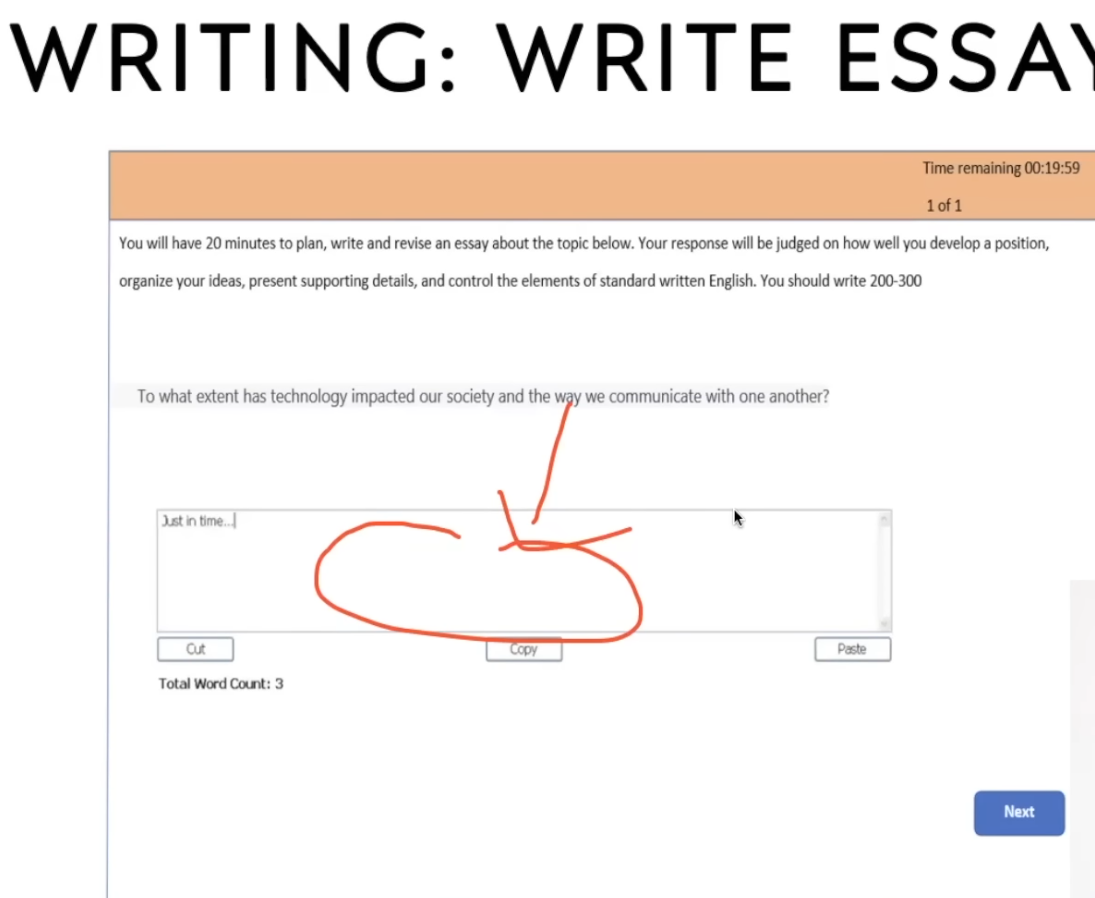 WRITING: WRITE ESSAY
Time remaining 00:19:59
1 of 1
You will have 20 minutes to plan, write and revise an essay about the topic below. Your response will be judged on how well you develop a position,
organize your ideas, present supporting details, and control the elements of standard written English. You should write 200-300
To what extent has technology impacted our society and the way we communicate with one another?
Just in time...
Cut
Copy
Paste
Total Word Count: 3
Next